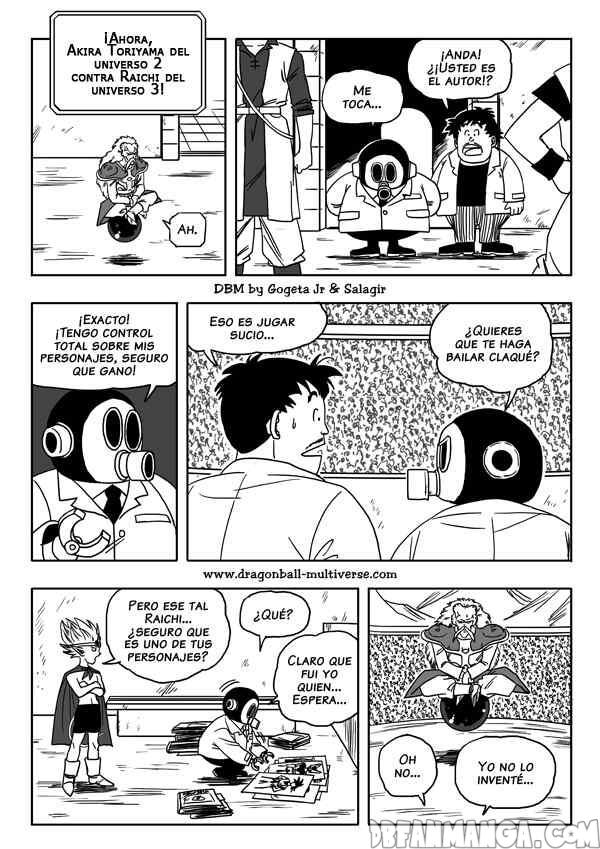 ¡Ahora,
Akira Toriyama del
universo 2
contra Raichi del
universo 3!
Ah.
Me
toca...
¡Anda!
¿¡Usted es
el autor!?
DBM by Gogeta Jr & Salagir
¡Exacto!
¡Tengo control
total sobre mis
personajes, seguro
que gano!
Eso es jugar
sucio...
¿Quieres
que te haga
bailar claqué?
www.dragonball-multiverse.com
Pero ese tal
Raichi...
¿seguro que
es uno de tus
personajes?
¿Qué?
Claro que
fui yo
quien...
Espera...
Oh
no...
Yo no lo
inventé...
DBFANMANGA.COM